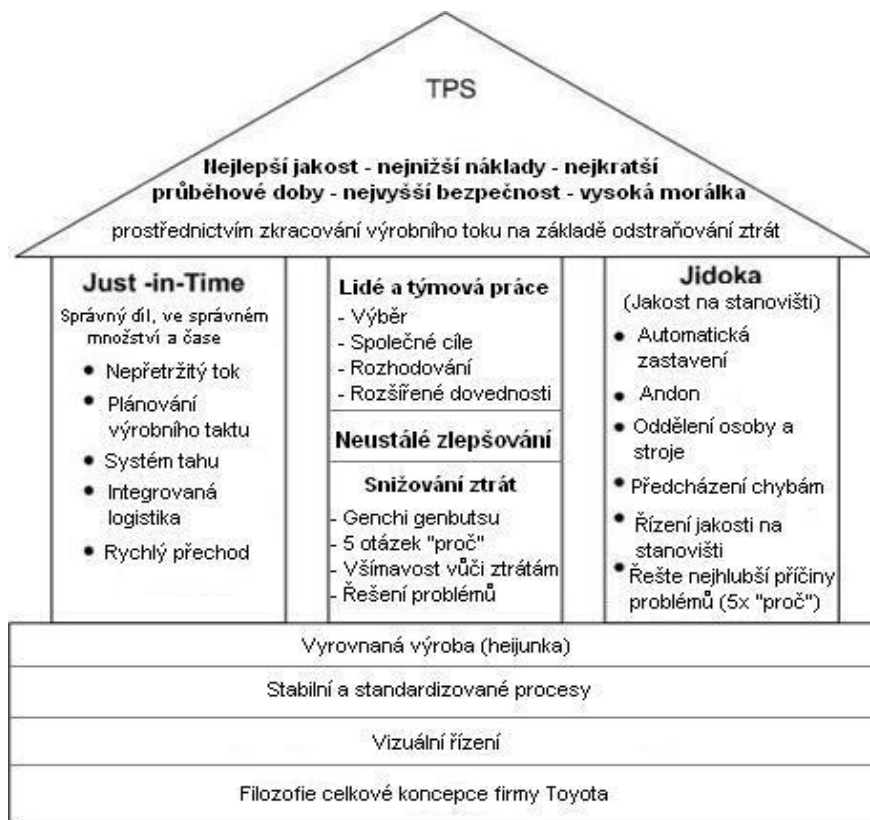 TPS
Nejlepší jakost - nejnižší náklady - nejkratší
průběhové doby - nejvyšší bezpečnost - vysoká morálka
prostřednictvím zkracování výrobního toku na základě odstraňování ztrát
Just -in-Time
Správný díl, ve správném
množství a čase
• Nepřetržitý tok
• Plánování
výrobního taktu
• Systém tahu
• Integrovaná
logistika
• Rychlý přechod
Lidé a týmová práce
- Výběr
- Společné cíle
- Rozhodování
- Rozšířené dovednosti
Neustálé zlepšování
Snižování ztrát
- Genchi genbutsu
- 5 otázek "proč"
- Všímavost vůči ztrátám
- Řešení problémů
Jidoka
(Jakost na stanovišti)
• Automatická
zastavení
• Andon
• Oddělení osoby a
stroje
• Předcházení chybám
• Řízení jakosti na
stanovišti
• Řešte nejhlubší příčiny
problémů (5x "proč")
Vyrovnaná výroba (heijunka)
Stabilní a standardizované procesy
Vizuální řízení
Filozofie celkové koncepce firmy Toyota